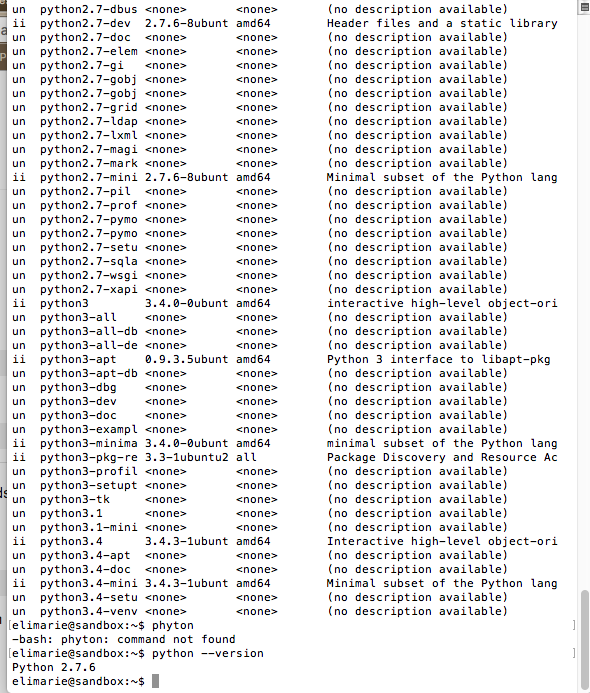 un  python2.7-dbus <none>       <none>       (no description available)
ii  python2.7-dev  2.7.6-8ubunt amd64        Header files and a static library
un  python2.7-doc  <none>       <none>       (no description available)
un  python2.7-elem <none>       <none>       (no description available)
un  python2.7-gi   <none>       <none>       (no description available)
un  python2.7-gobj <none>       <none>       (no description available)
un  python2.7-gobj <none>       <none>       (no description available)
un  python2.7-grid <none>       <none>       (no description available)
un  python2.7-ldap <none>       <none>       (no description available)
un  python2.7-lxml <none>       <none>       (no description available)
un  python2.7-magi <none>       <none>       (no description available)
un  python2.7-mark <none>       <none>       (no description available)
ii  python2.7-mini 2.7.6-8ubunt amd64        Minimal subset of the Python lang
un  python2.7-pil  <none>       <none>       (no description available)
un  python2.7-prof <none>       <none>       (no description available)
un  python2.7-pymo <none>       <none>       (no description available)
un  python2.7-pymo <none>       <none>       (no description available)
un  python2.7-setu <none>       <none>       (no description available)
un  python2.7-sqla <none>       <none>       (no description available)
un  python2.7-wsgi <none>       <none>       (no description available)
un  python2.7-xapi <none>       <none>       (no description available)
ii  python3        3.4.0-0ubunt amd64        interactive high-level object-ori
un  python3-all    <none>       <none>       (no description available)
un  python3-all-db <none>       <none>       (no description available)
un  python3-all-de <none>       <none>       (no description available)
ii  python3-apt    0.9.3.5ubunt amd64        Python 3 interface to libapt-pkg
un  python3-apt-db <none>       <none>       (no description available)
un  python3-dbg    <none>       <none>       (no description available)
un  python3-dev    <none>       <none>       (no description available)
un  python3-doc    <none>       <none>       (no description available)
un  python3-exampl <none>       <none>       (no description available)
ii  python3-minima 3.4.0-0ubunt amd64        minimal subset of the Python lang
ii  python3-pkg-re 3.3-1ubuntu2 all          Package Discovery and Resource Ac
un  python3-profil <none>       <none>       (no description available)
un  python3-setupt <none>       <none>       (no description available)
un  python3-tk     <none>       <none>       (no description available)
un  python3.1      <none>       <none>       (no description available)
un  python3.1-mini <none>       <none>       (no description available)
ii  python3.4      3.4.3-1ubunt amd64        Interactive high-level object-ori
un  python3.4-apt  <none>       <none>       (no description available)
un  python3.4-doc  <none>       <none>       (no description available)
ii  python3.4-mini 3.4.3-1ubunt amd64        Minimal subset of the Python lang
un  python3.4-setu <none>       <none>       (no description available)
un  python3.4-venv <none>       <none>       (no description available)
[elimarie@sandbox:~$ phyton ]
-bash: phyton: command not found
[elimarie@sandbox:~$ python --version ]
Python 2.7.6
elimarie@sandbox:~$